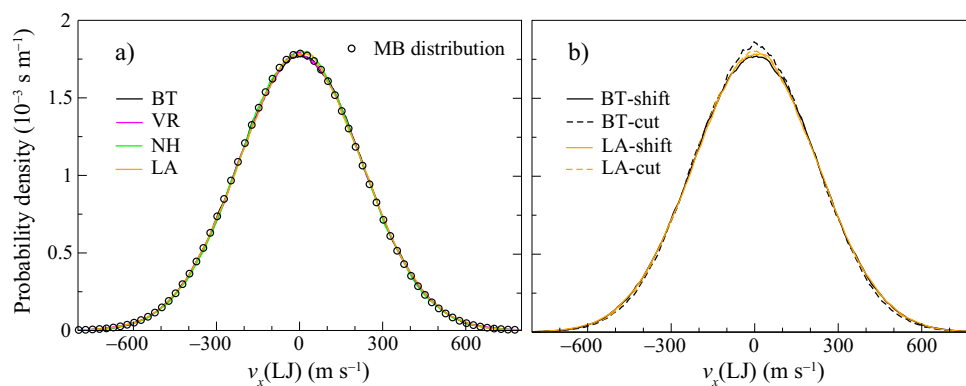 2
a)
MB distribution
b)
1.5
BT
VR
NH
LA
BT-shift
BT-cut
LA-shift
LA-cut
1
0.5
0
Probability density (10⁻³ s m⁻¹)
−600
−300
0
300
600
−600
−300
0
300
600
vₓ(LJ) (m s⁻¹)
vₓ(LJ) (m s⁻¹)